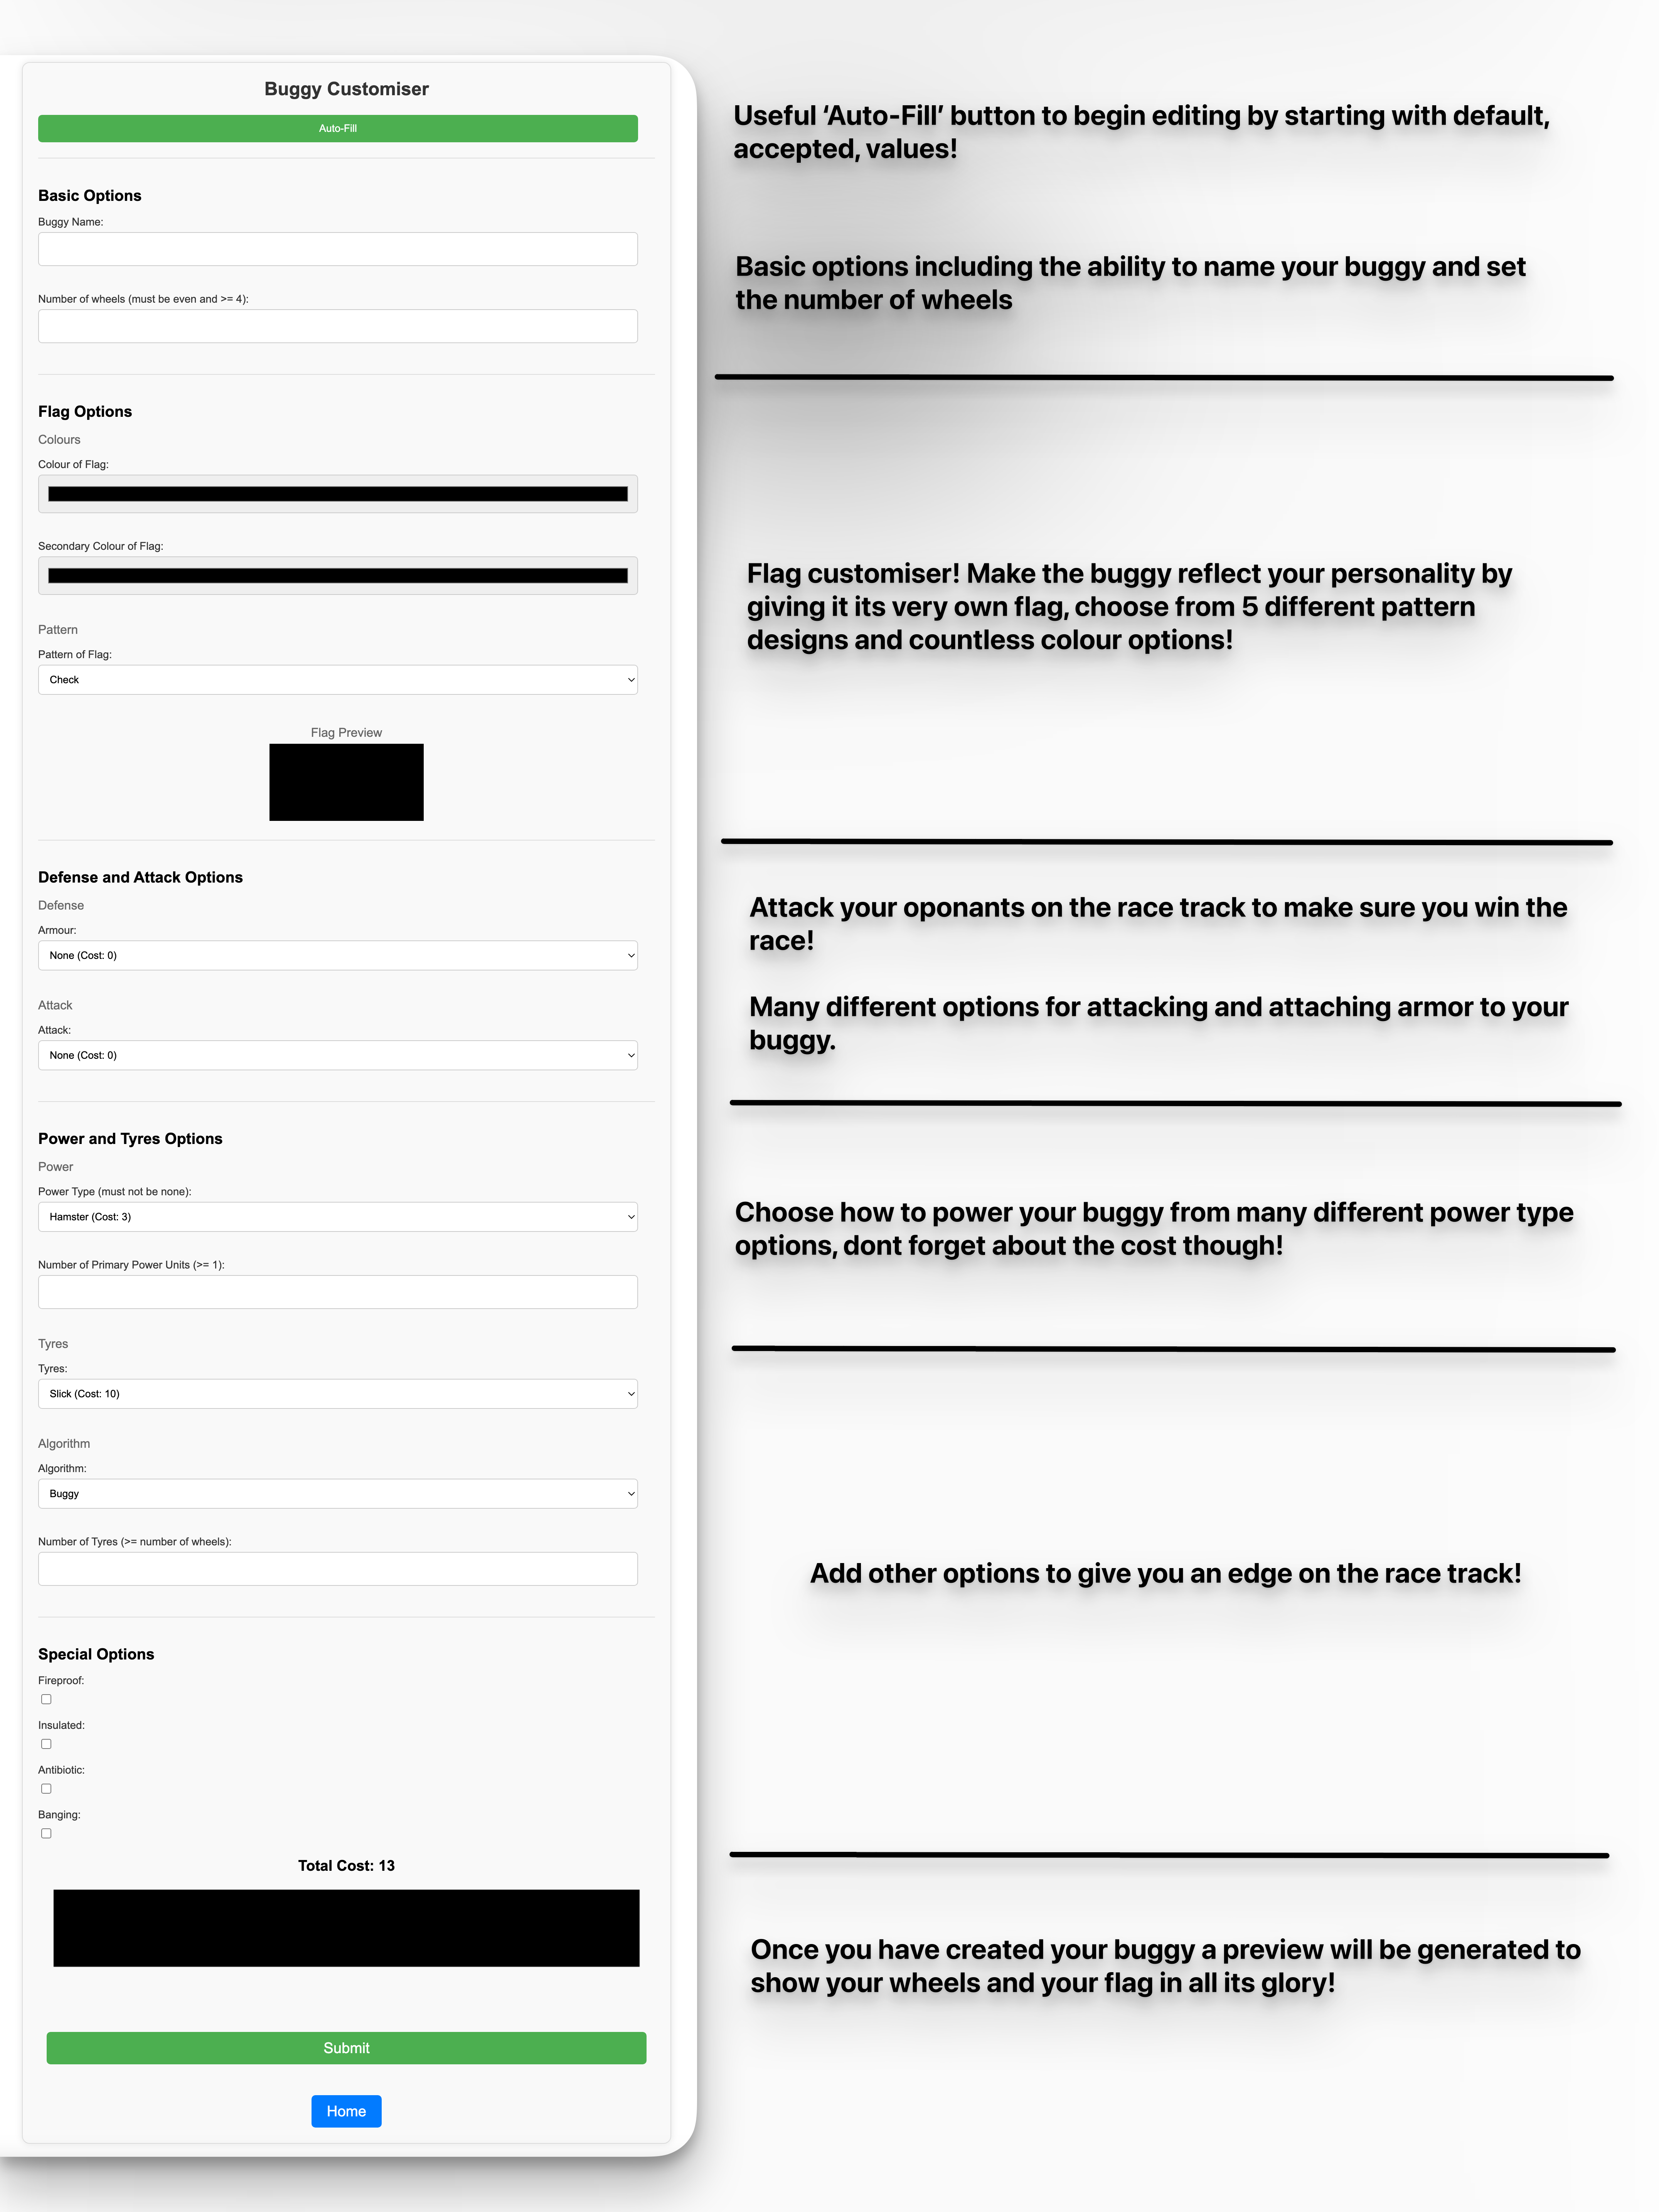 Buggy Customiser
Auto-Fill
Basic Options
Buggy Name:
Number of wheels (must be even and >= 4):
Flag Options
Colours
Colour of Flag:
Secondary Colour of Flag:
Pattern
Pattern of Flag:
Check
Flag Preview
Defense and Attack Options
Defense
Armour:
None (Cost: 0)
Attack
Attack:
None (Cost: 0)
Power and Tyres Options
Power
Power Type (must not be none):
Hamster (Cost: 3)
Number of Primary Power Units (>= 1):
Tyres
Tyres:
Slick (Cost: 10)
Algorithm
Algorithm:
Buggy
Number of Tyres (>= number of wheels):
Special Options
Fireproof:
Insulated:
Antibiotic:
Banging:
Total Cost: 13
Submit
Home
Useful ‘Auto-Fill’ button to begin editing by starting with default,
accepted, values!
Basic options including the ability to name your buggy and set
the number of wheels
Flag customiser! Make the buggy reflect your personality by
giving it its very own flag, choose from 5 different pattern
designs and countless colour options!
Attack your oponants on the race track to make sure you win the
race!
Many different options for attacking and attaching armor to your
buggy.
Choose how to power your buggy from many different power type
options, dont forget about the cost though!
Add other options to give you an edge on the race track!
Once you have created your buggy a preview will be generated to
show your wheels and your flag in all its glory!